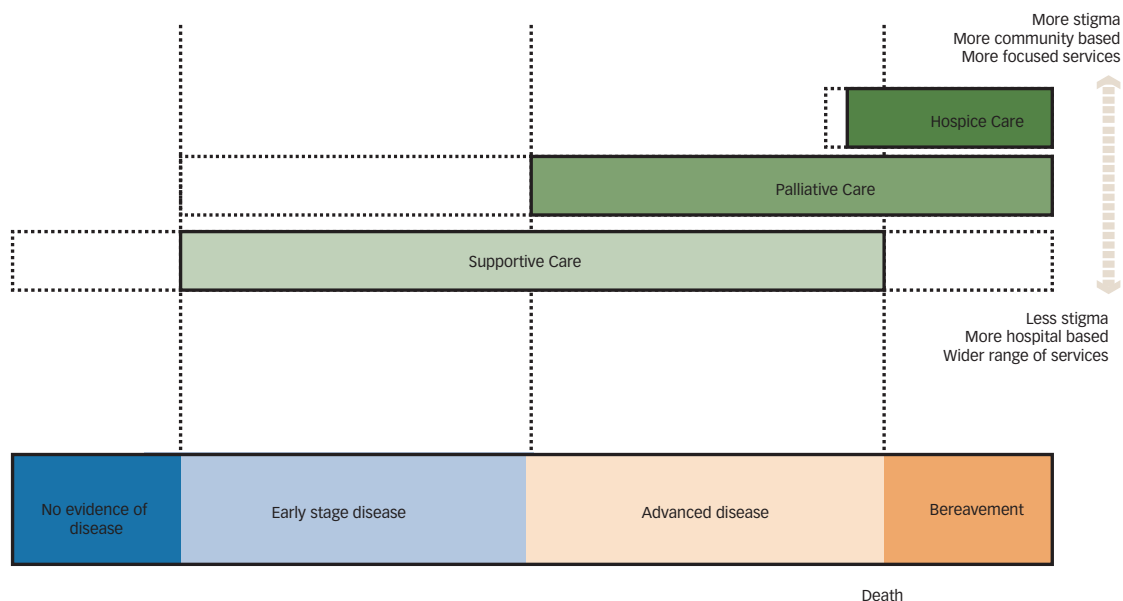 More stigma
More community based
More focused services
Hospice Care
Palliative Care
Supportive Care
Less stigma
More hospital based
Wider range of services
No evidence of
disease
Early stage disease
Advanced disease
Bereavement
Death